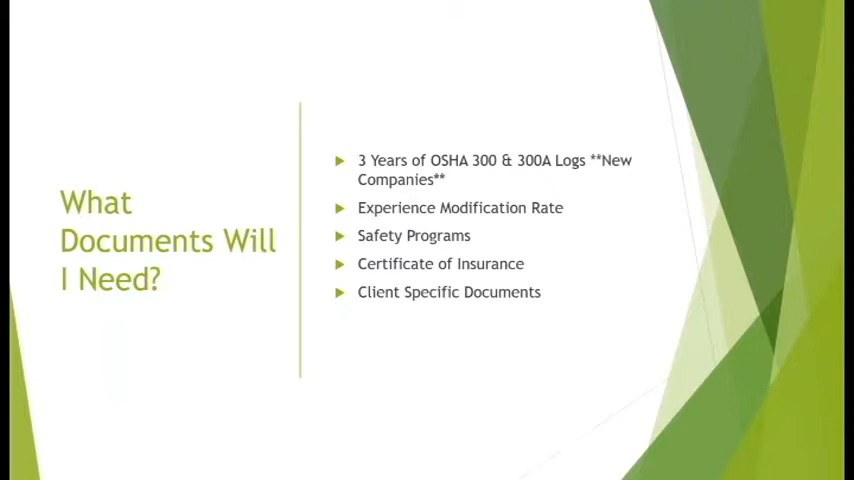 What
Documents Will
I Need?
3 Years of OSHA 300 & 300A Logs **New
Companies**
Experience Modification Rate
Safety Programs
Certificate of Insurance
Client Specific Documents